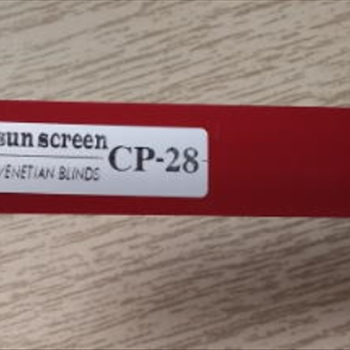 sun screen
VENETIAN BLINDS
CP-28